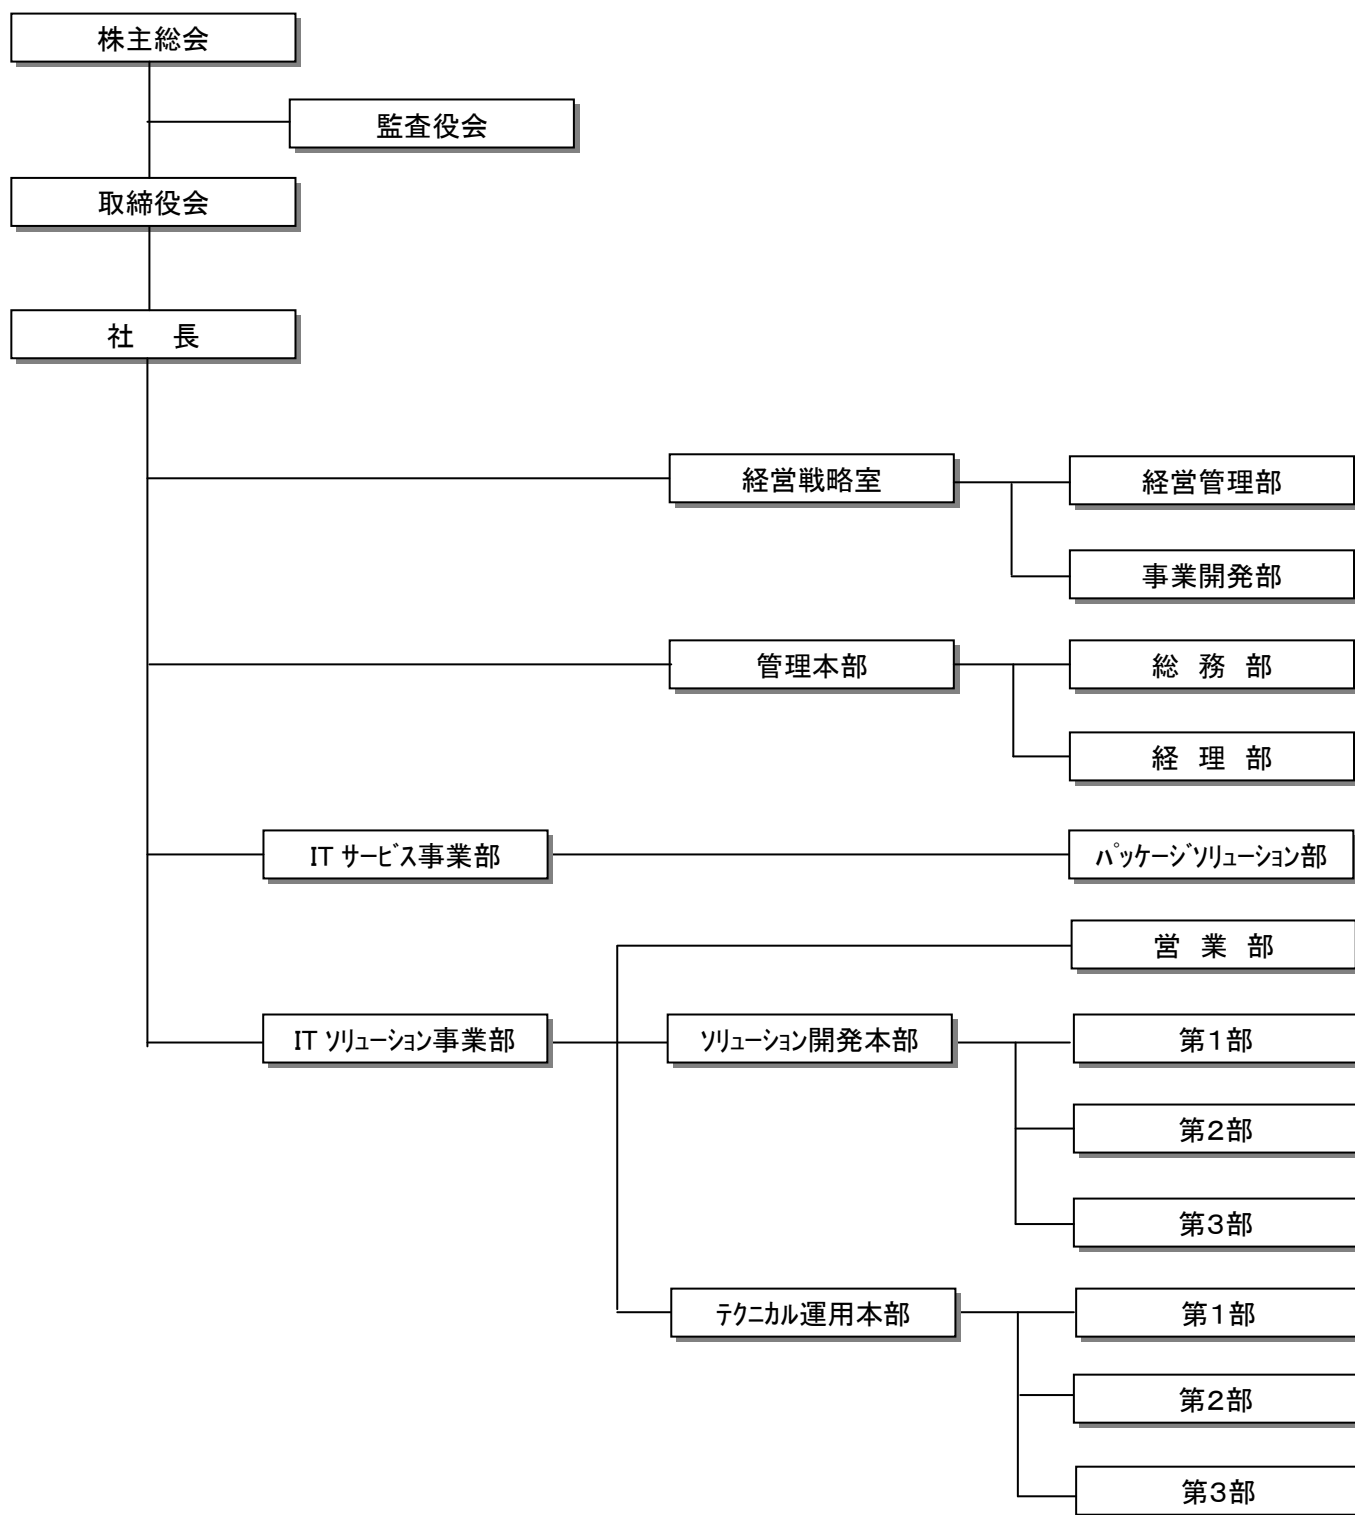 株主総会
監査役会
取締役会
社　長
経営戦略室
経営管理部
事業開発部
管理本部
総 務 部
経 理 部
IT ｻｰﾋﾞｽ事業部
ﾊﾟｯｹｰｼﾞｿﾘｭｰｼｮﾝ部
営 業 部
IT ｿﾘｭｰｼｮﾝ事業部
ｿﾘｭｰｼｮﾝ開発本部
第１部
第２部
第３部
ﾃｸﾆｶﾙ運用本部
第１部
第２部
第３部